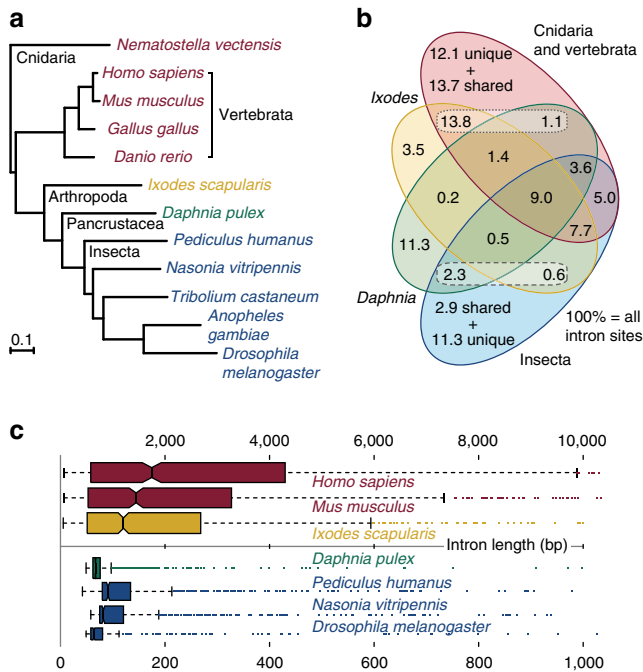 a
Nematostella vectensis
Cnidaria
Homo sapiens
Mus musculus
Vertebrata
Gallus gallus
Danio rerio
Ixodes scapularis
Arthropoda
Daphnia pulex
Pancrustacea
Pediculus humanus
Insecta
Nasonia vitripennis
Tribolium castaneum
Anopheles
gambiae
0.1
Drosophila
melanogaster
b
12.1 unique
+
13.7 shared
Cnidaria
and vertebrata
Ixodes
13.8
1.1
3.5
1.4
3.6
0.2
9.0
5.0
7.7
11.3
0.5
2.3
0.6
Daphnia
2.9 shared
+
11.3 unique
100% = all
intron sites
Insecta
c
2,000
4,000
6,000
8,000
10,000
Homo sapiens
Mus musculus
Ixodes scapularis
Intron length (bp)
Daphnia pulex
Pediculus humanus
Nasonia vitripennis
Drosophila melanogaster
0
200
400
600
800
1000